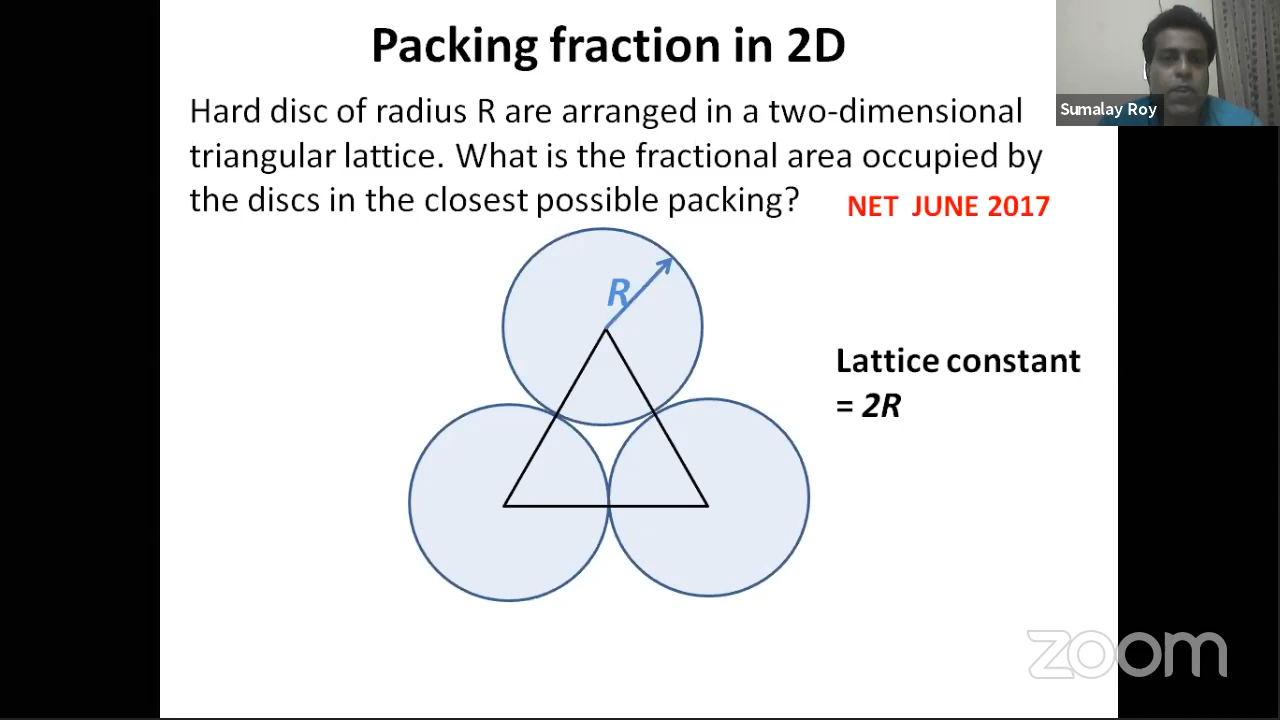 Packing fraction in 2D
Hard disc of radius R are arranged in a two-dimensional
triangular lattice. What is the fractional area occupied by
the discs in the closest possible packing?
NET JUNE 2017
Sumalay Roy
R
Lattice constant
= 2R
zoom